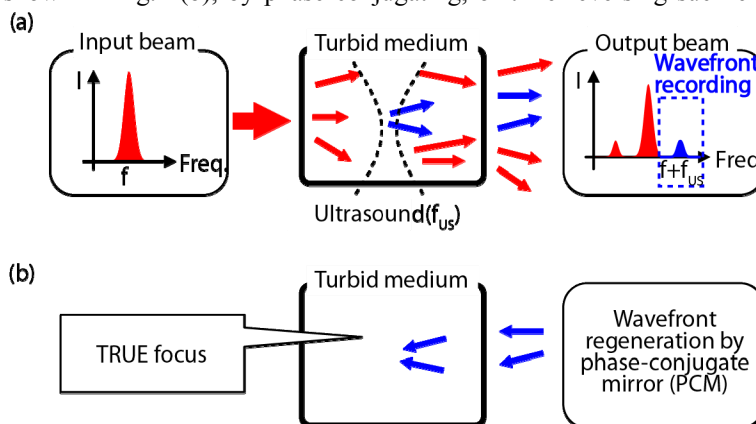 (a)
Input beam
I
f
Freq.
Turbid medium
Ultrasound(fus)
Output beam
Wavefront
recording
I
f+fus
Freq
(b)
Turbid medium
TRUE focus
Wavefront
regeneration by
phase-conjugate
mirror (PCM)